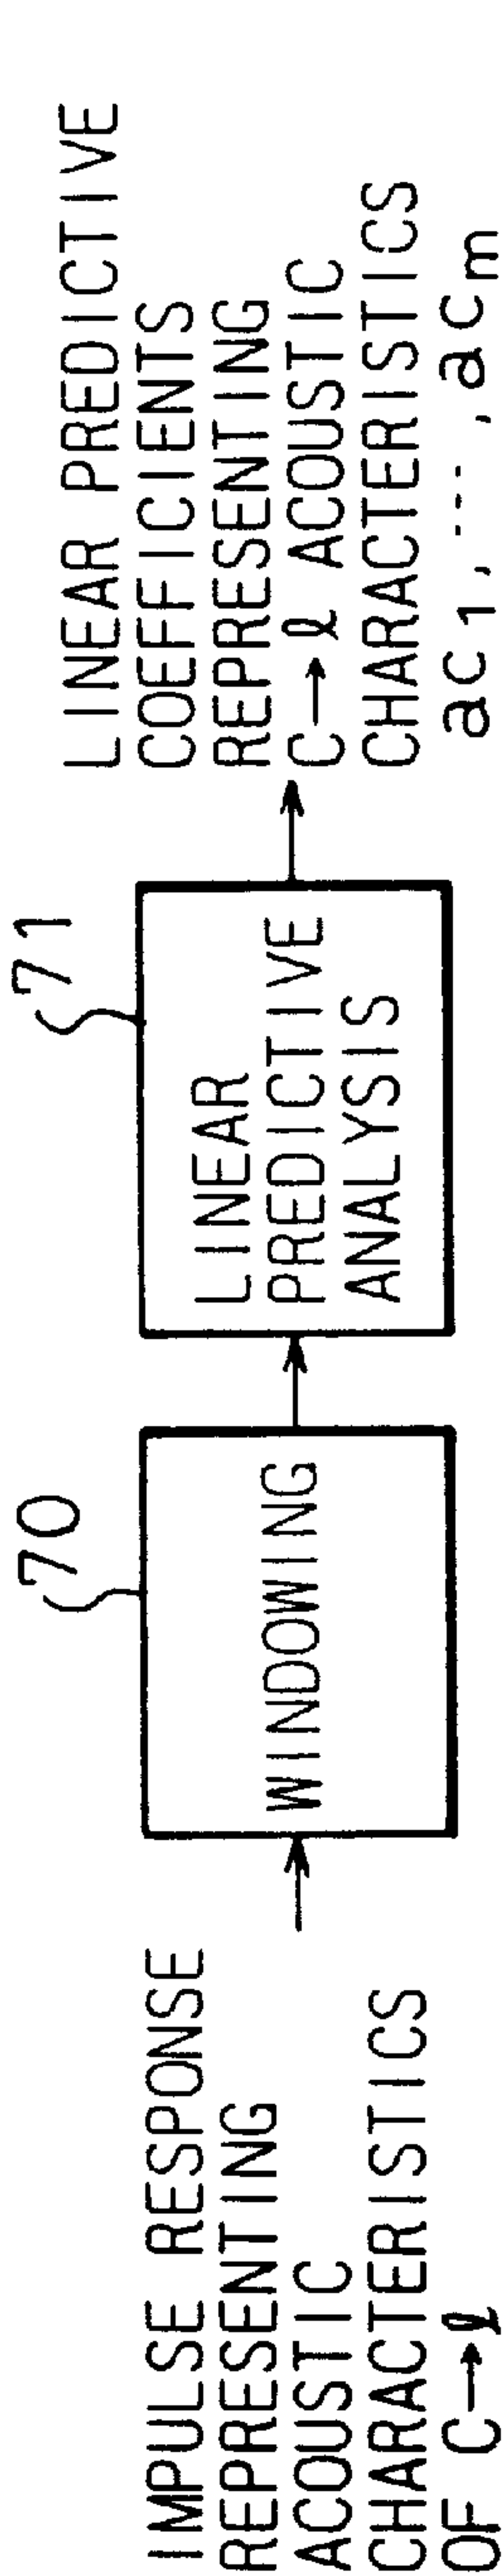 IMPULSE RESPONSE
REPRESENTING
ACOUSTIC
CHARACTERISTICS
OF C→ℓ
70
WINDOWING
71
LINEAR
PREDICTIVE
ANALYSIS
LINEAR PREDICTIVE
COEFFICIENTS
REPRESENTING
C→ℓ ACOUSTIC
CHARACTERISTICS
ac₁, ---, acₘ